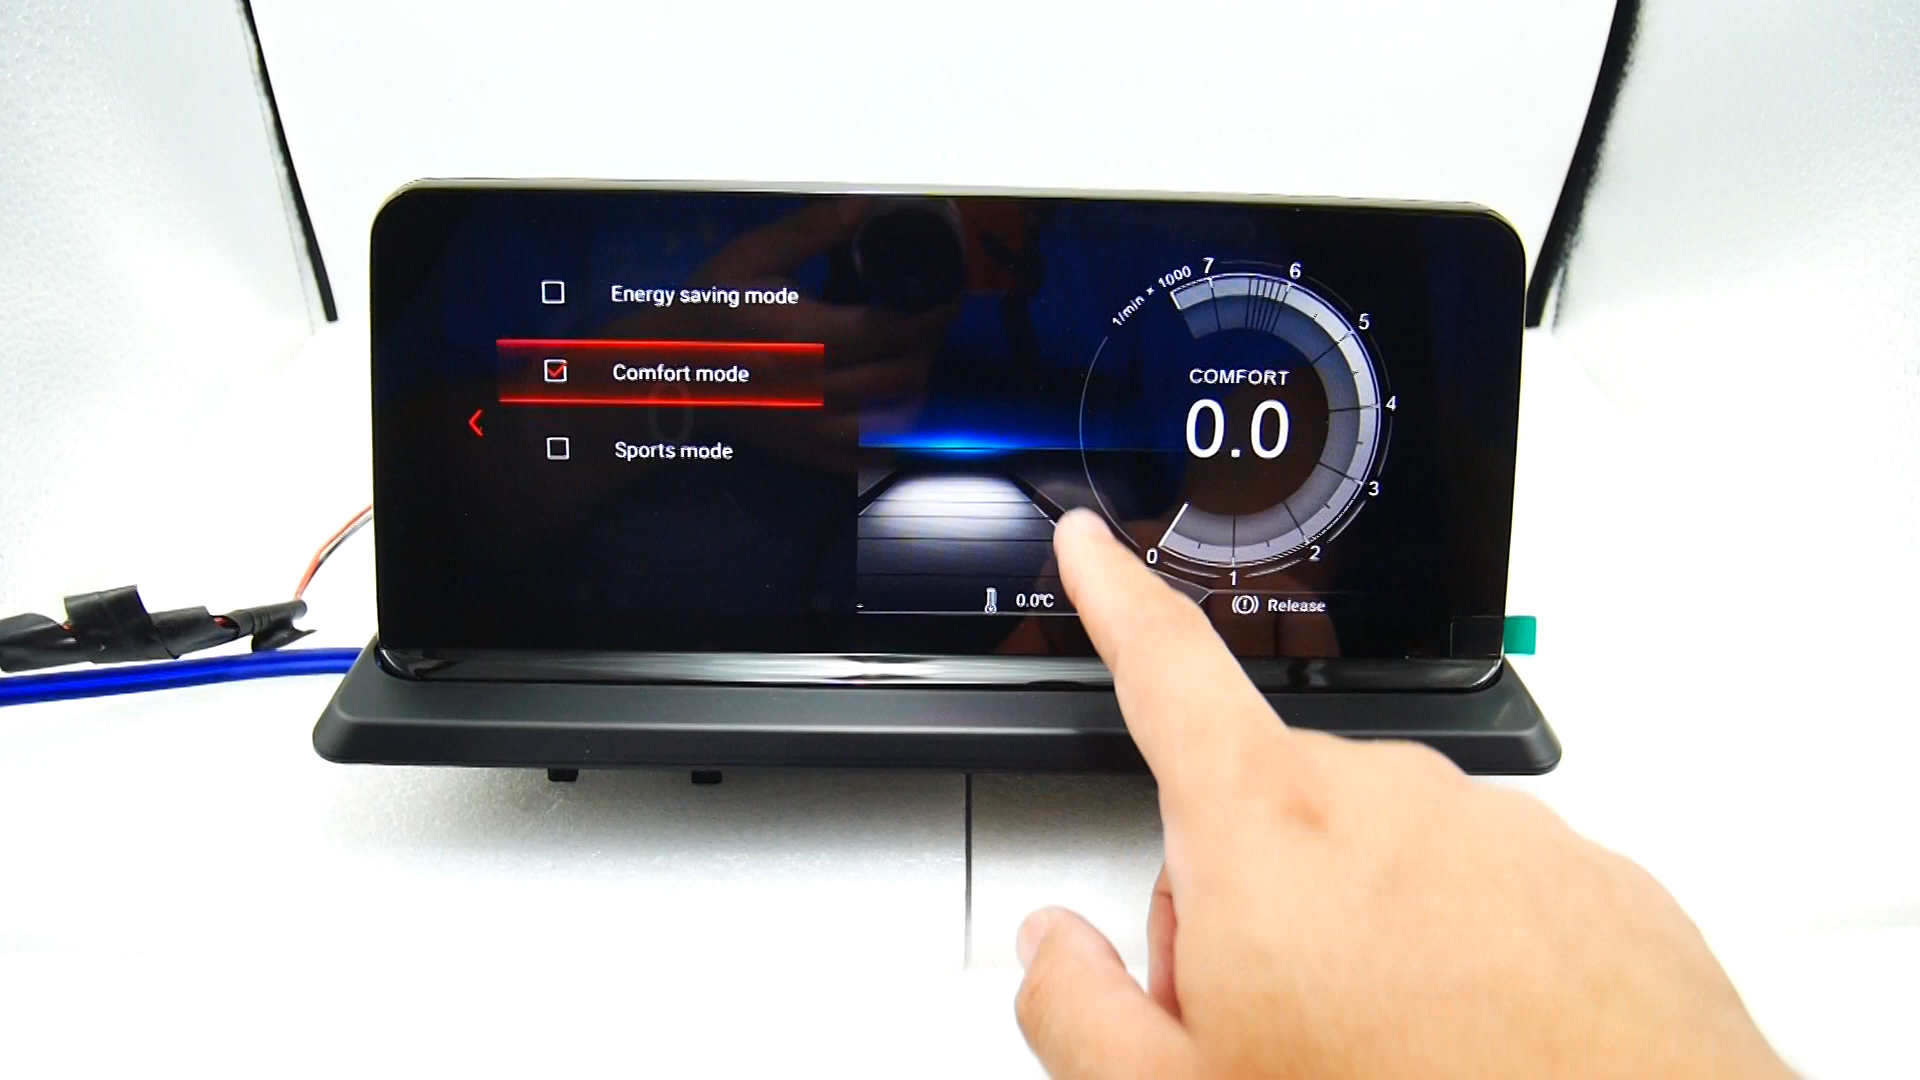 Energy saving mode
Comfort mode
Sports mode
1/min × 1000
7
6
5
4
3
2
1
0
COMFORT
0.0
0.0°C
Release